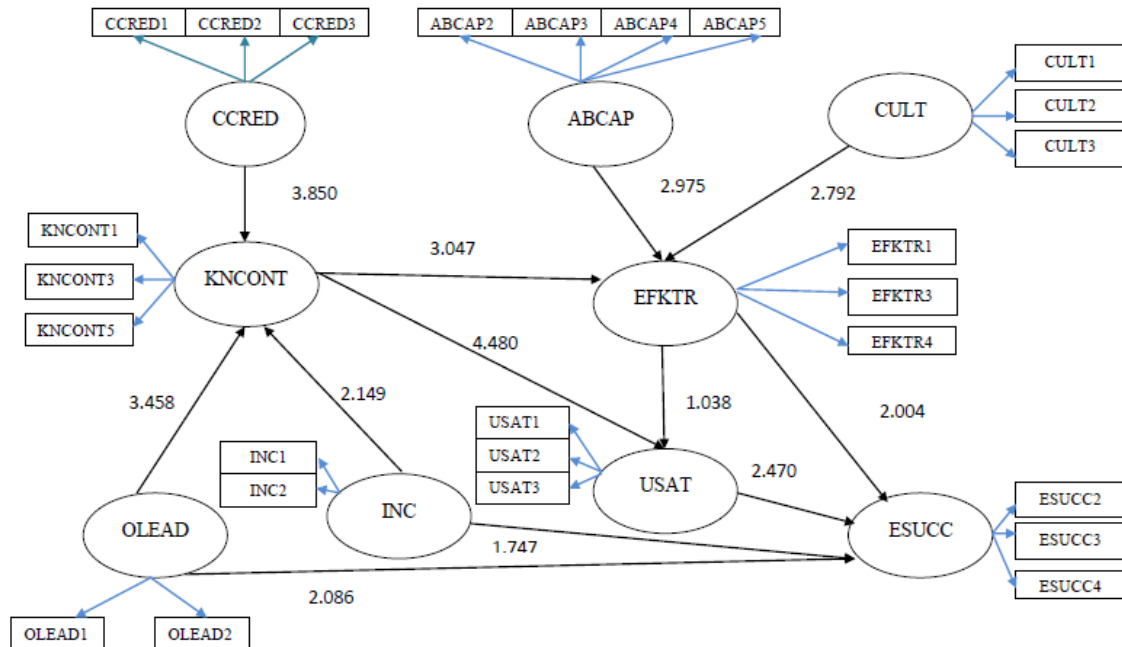 CCRED1 CCRED2 CCRED3 ABCAP2 ABCAP3 ABCAP4 ABCAP5
CULT1
CULT2
CULT3
CCRED ABCAP CULT
3.850 2.975 2.792
KNCONT1
KNCONT3
KNCONT5
KNCONT 3.047 EFKTR
EFKTR1
EFKTR3
EFKTR4
4.480
3.458 2.149 1.038 2.004
USAT1
USAT2
USAT3
INC1
INC2
USAT 2.470
OLEAD INC ESUCC
ESUCC2
ESUCC3
ESUCC4
1.747
2.086
OLEAD1 OLEAD2